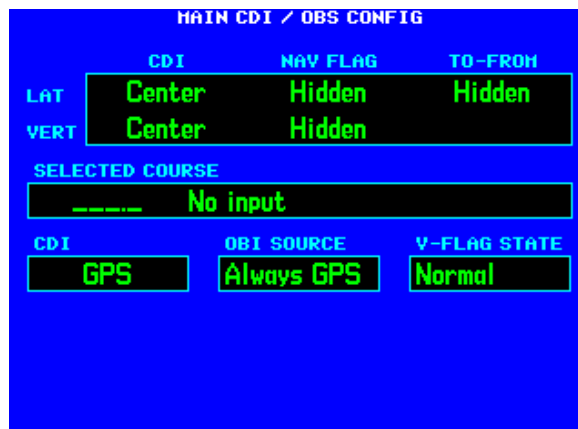 MAIN CDI / OBS CONFIG
CDI NAV FLAG TO-FROM
LAT Center Hidden Hidden
VERT Center Hidden
SELECTED COURSE
___._ No input
CDI OBI SOURCE V-FLAG STATE
GPS Always GPS Normal